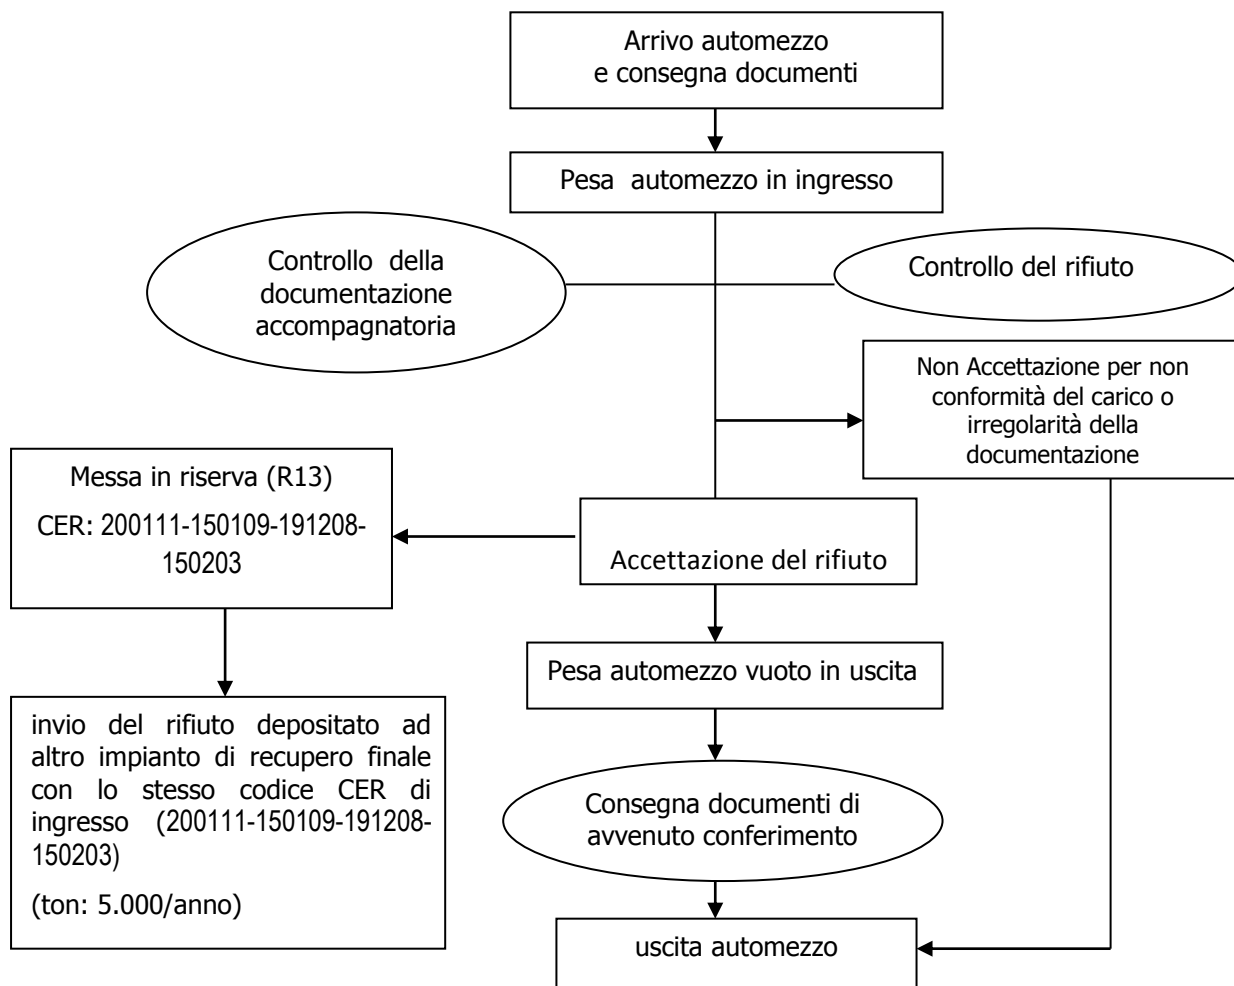 Arrivo automezzo
e consegna documenti
Pesa automezzo in ingresso
Controllo della
documentazione
accompagnatoria
Controllo del rifiuto
Non Accettazione per non
conformità del carico o
irregolarità della
documentazione
Messa in riserva (R13)
CER: 200111-150109-191208-
150203
Accettazione del rifiuto
Pesa automezzo vuoto in uscita
invio del rifiuto depositato ad
altro impianto di recupero finale
con lo stesso codice CER di
ingresso (200111-150109-191208-
150203)
(ton: 5.000/anno)
Consegna documenti di
avvenuto conferimento
uscita automezzo